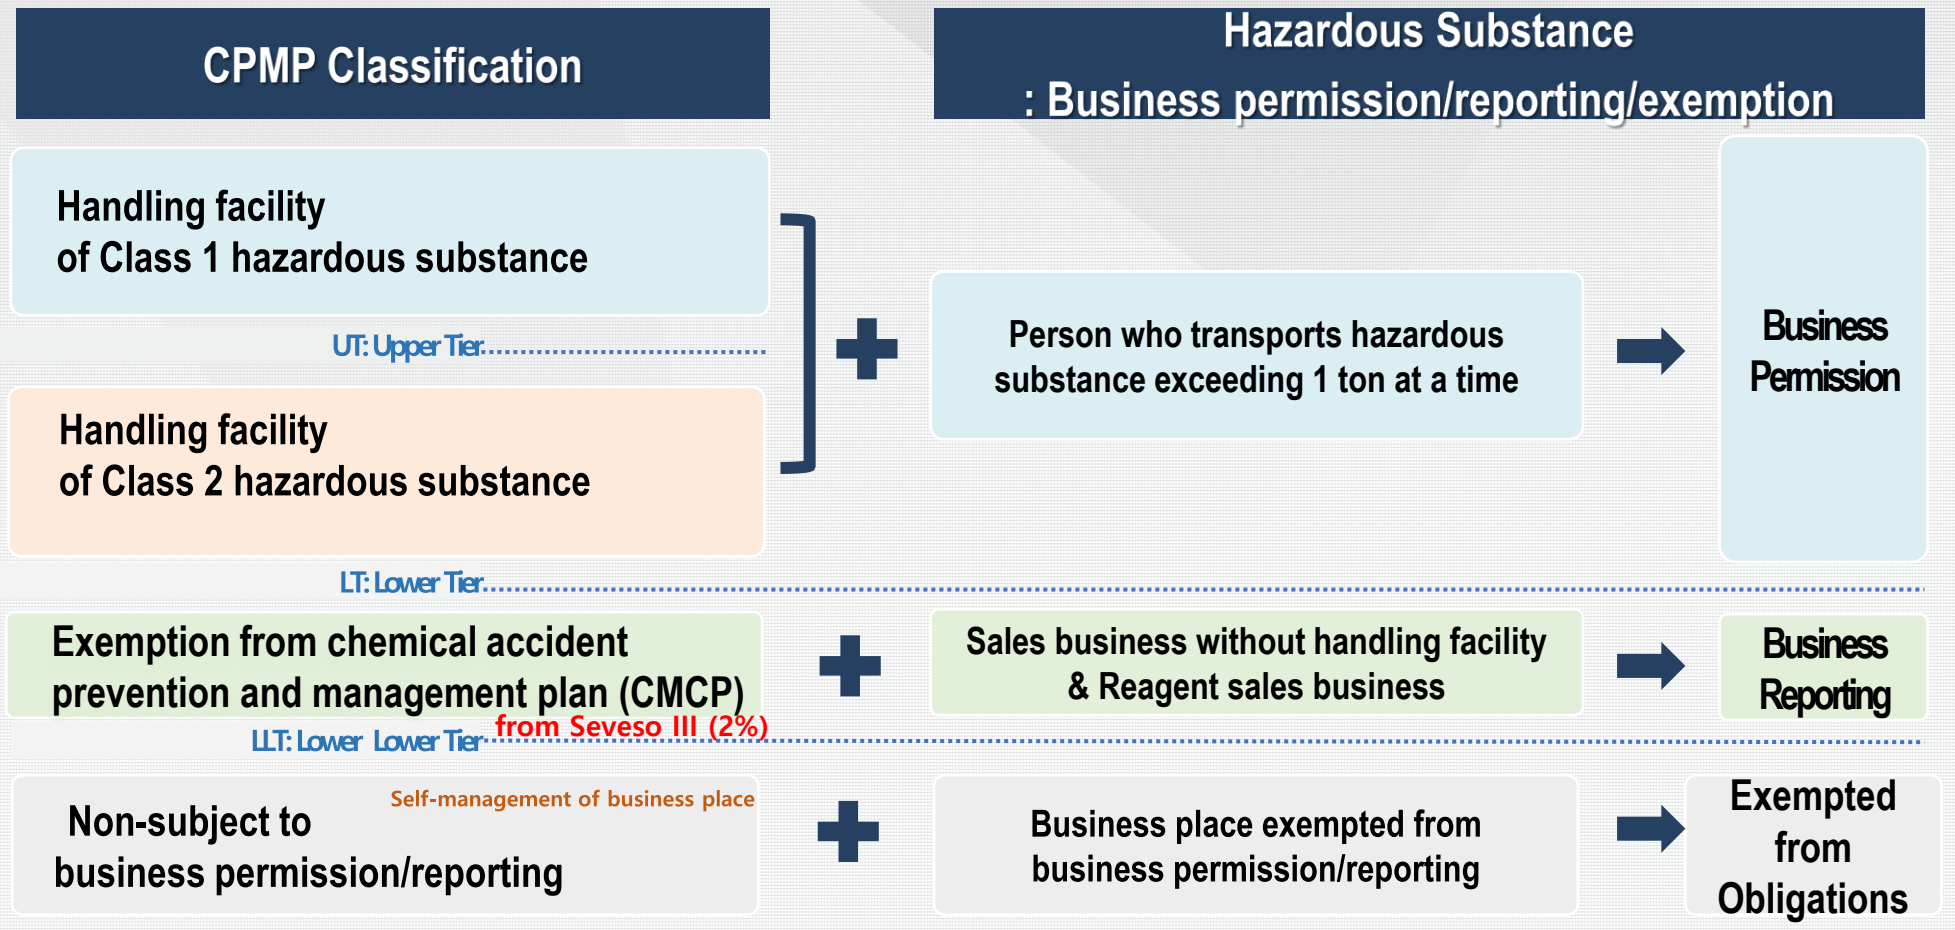 CPMP Classification
Hazardous Substance
: Business permission/reporting/exemption
Handling facility
of Class 1 hazardous substance
UT: Upper Tier
Handling facility
of Class 2 hazardous substance
Person who transports hazardous
substance exceeding 1 ton at a time
Business
Permission
LT: Lower Tier
Exemption from chemical accident
prevention and management plan (CMCP)
Sales business without handling facility
& Reagent sales business
Business
Reporting
from Seveso III (2%)
LLT: Lower Lower Tier
Self-management of business place
Non-subject to
business permission/reporting
Business place exempted from
business permission/reporting
Exempted
from
Obligations